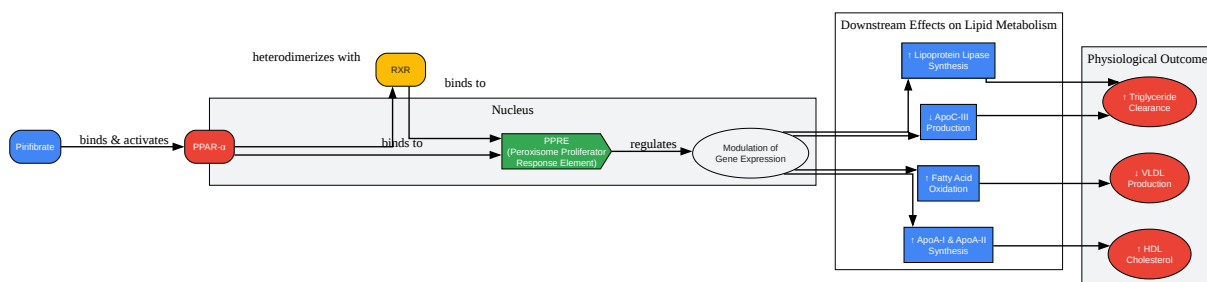 Downstream Effects on Lipid Metabolism
Physiological Outcome
heterodimerizes with
RXR
binds to
Nucleus
Pirifibrate
binds & activates
PPAR-α
binds to
PPRE
(Peroxisome Proliferator
Response Element)
regulates
Modulation of
Gene Expression
↑ Lipoprotein Lipase
Synthesis
↓ ApoC-III
Production
↑ Fatty Acid
Oxidation
↑ ApoA-I & ApoA-II
Synthesis
↑ Triglyceride
Clearance
↓ VLDL
Production
↑ HDL
Cholesterol